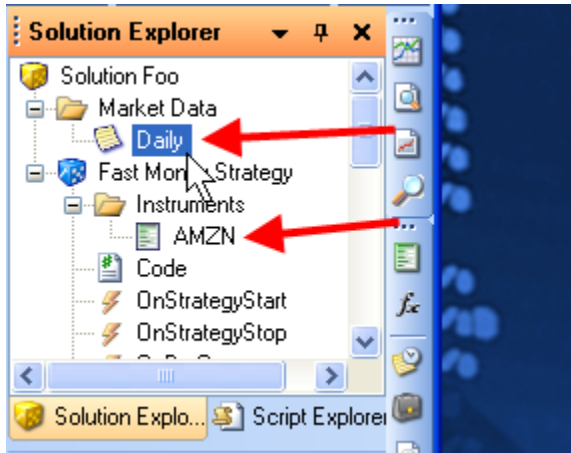 Solution Explorer
Solution Foo
Market Data
Daily
Fast Mon Strategy
Instruments
AMZN
Code
OnStrategyStart
OnStrategyStop
Solution Explo...
Script Explorer
fx